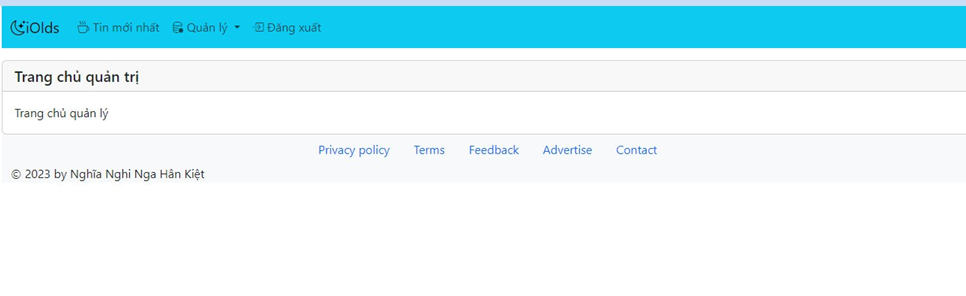 iOlds Tin mới nhất Quản lý Đăng xuất
Trang chủ quản trị
Trang chủ quản lý
Privacy policy Terms Feedback Advertise Contact
© 2023 by Nghĩa Nghi Nga Hân Kiệt